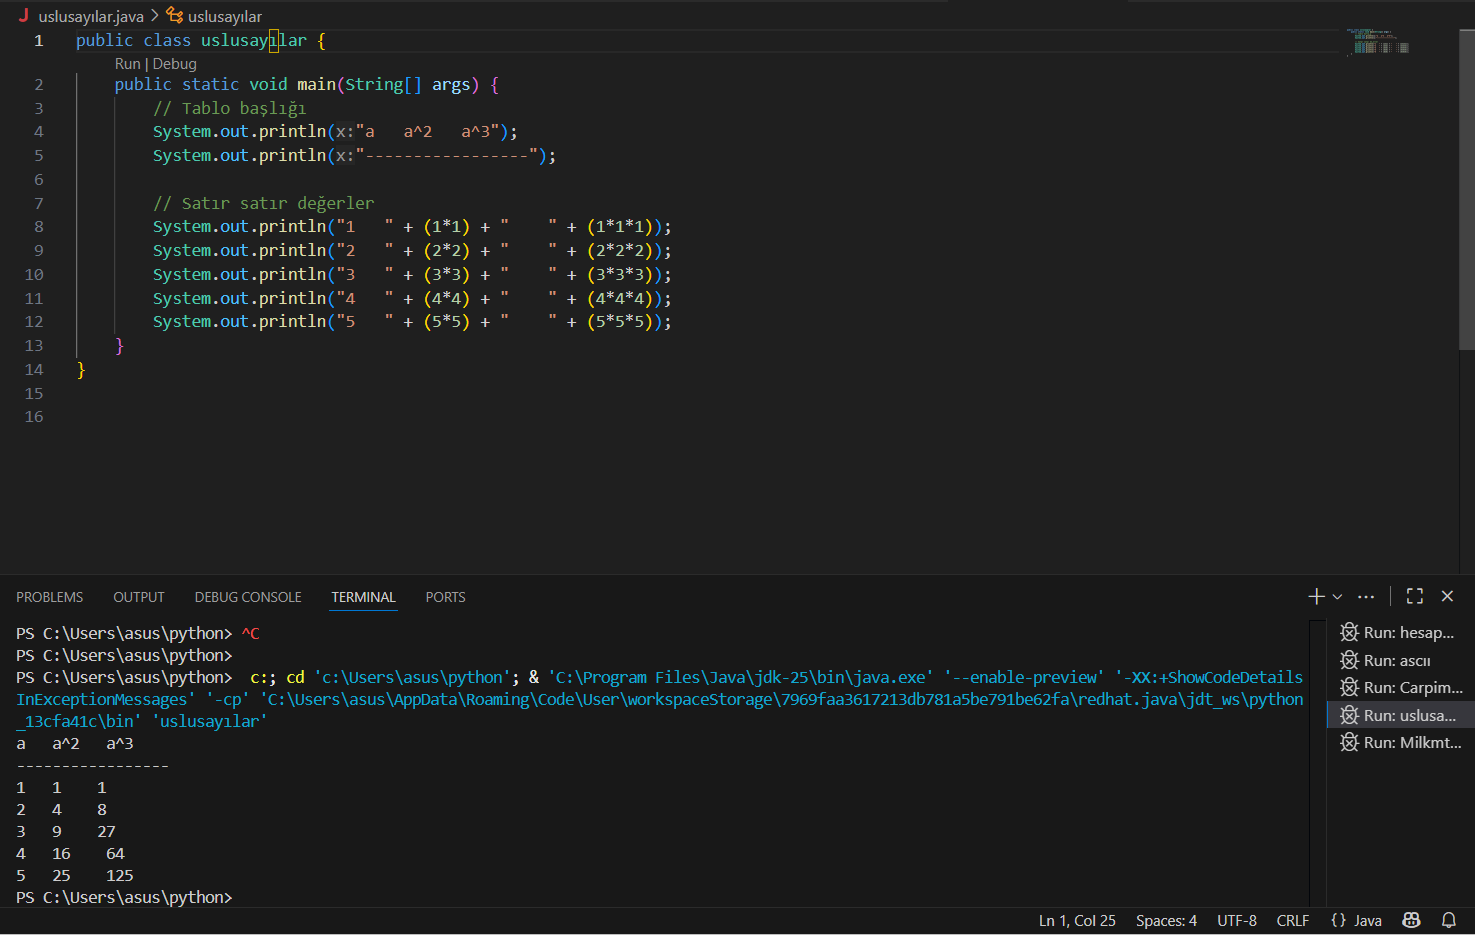 uslusayılar.java > uslusayılar
1 public class uslusayılar {
Run | Debug
2     public static void main(String[] args) {
3         // Tablo başlığı
4         System.out.println(x:"a   a^2   a^3");
5         System.out.println(x:"-----------------");
6
7         // Satır satır değerler
8         System.out.println("1   " + (1*1) + "    " + (1*1*1));
9         System.out.println("2   " + (2*2) + "    " + (2*2*2));
10         System.out.println("3   " + (3*3) + "    " + (3*3*3));
11         System.out.println("4   " + (4*4) + "    " + (4*4*4));
12         System.out.println("5   " + (5*5) + "    " + (5*5*5));
13     }
14 }
15
16
PROBLEMS OUTPUT DEBUG CONSOLE TERMINAL PORTS
PS C:\Users\asus\python> ^C
PS C:\Users\asus\python>
PS C:\Users\asus\python>  c:; cd 'c:\Users\asus\python'; & 'C:\Program Files\Java\jdk-25\bin\java.exe' '--enable-preview' '-XX:+ShowCodeDetails
InExceptionMessages' '-cp' 'C:\Users\asus\AppData\Roaming\Code\User\workspaceStorage\7969faa3617213db781a5be791be62fa\redhat.java\jdt_ws\python
_13cfa41c\bin' 'uslusayılar'
a   a^2   a^3
-----------------
1   1    1
2   4    8
3   9    27
4   16    64
5   25    125
PS C:\Users\asus\python>
Run: hesap...
Run: ascıı
Run: Carpim...
Run: uslusa...
Run: Milkmt...
Ln 1, Col 25 Spaces: 4 UTF-8 CRLF {} Java